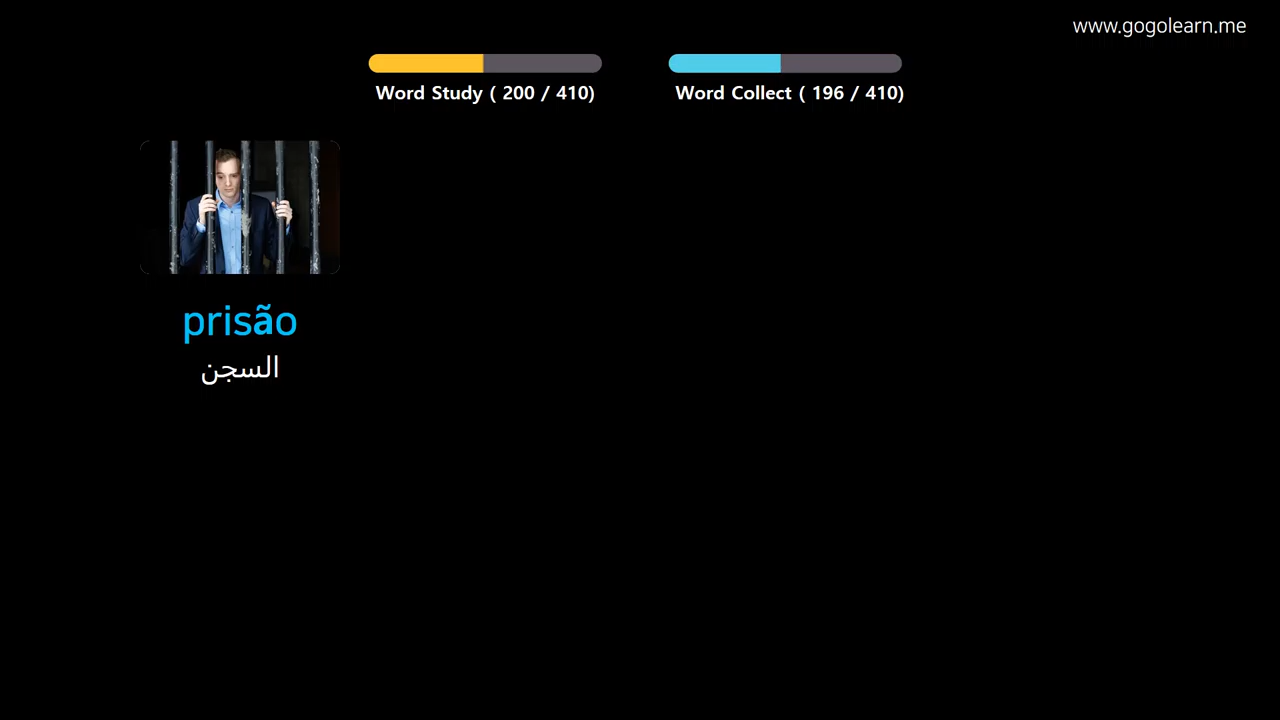 www.gogolearn.me
Word Study ( 200 / 410)
Word Collect ( 196 / 410)
prisão
السجن